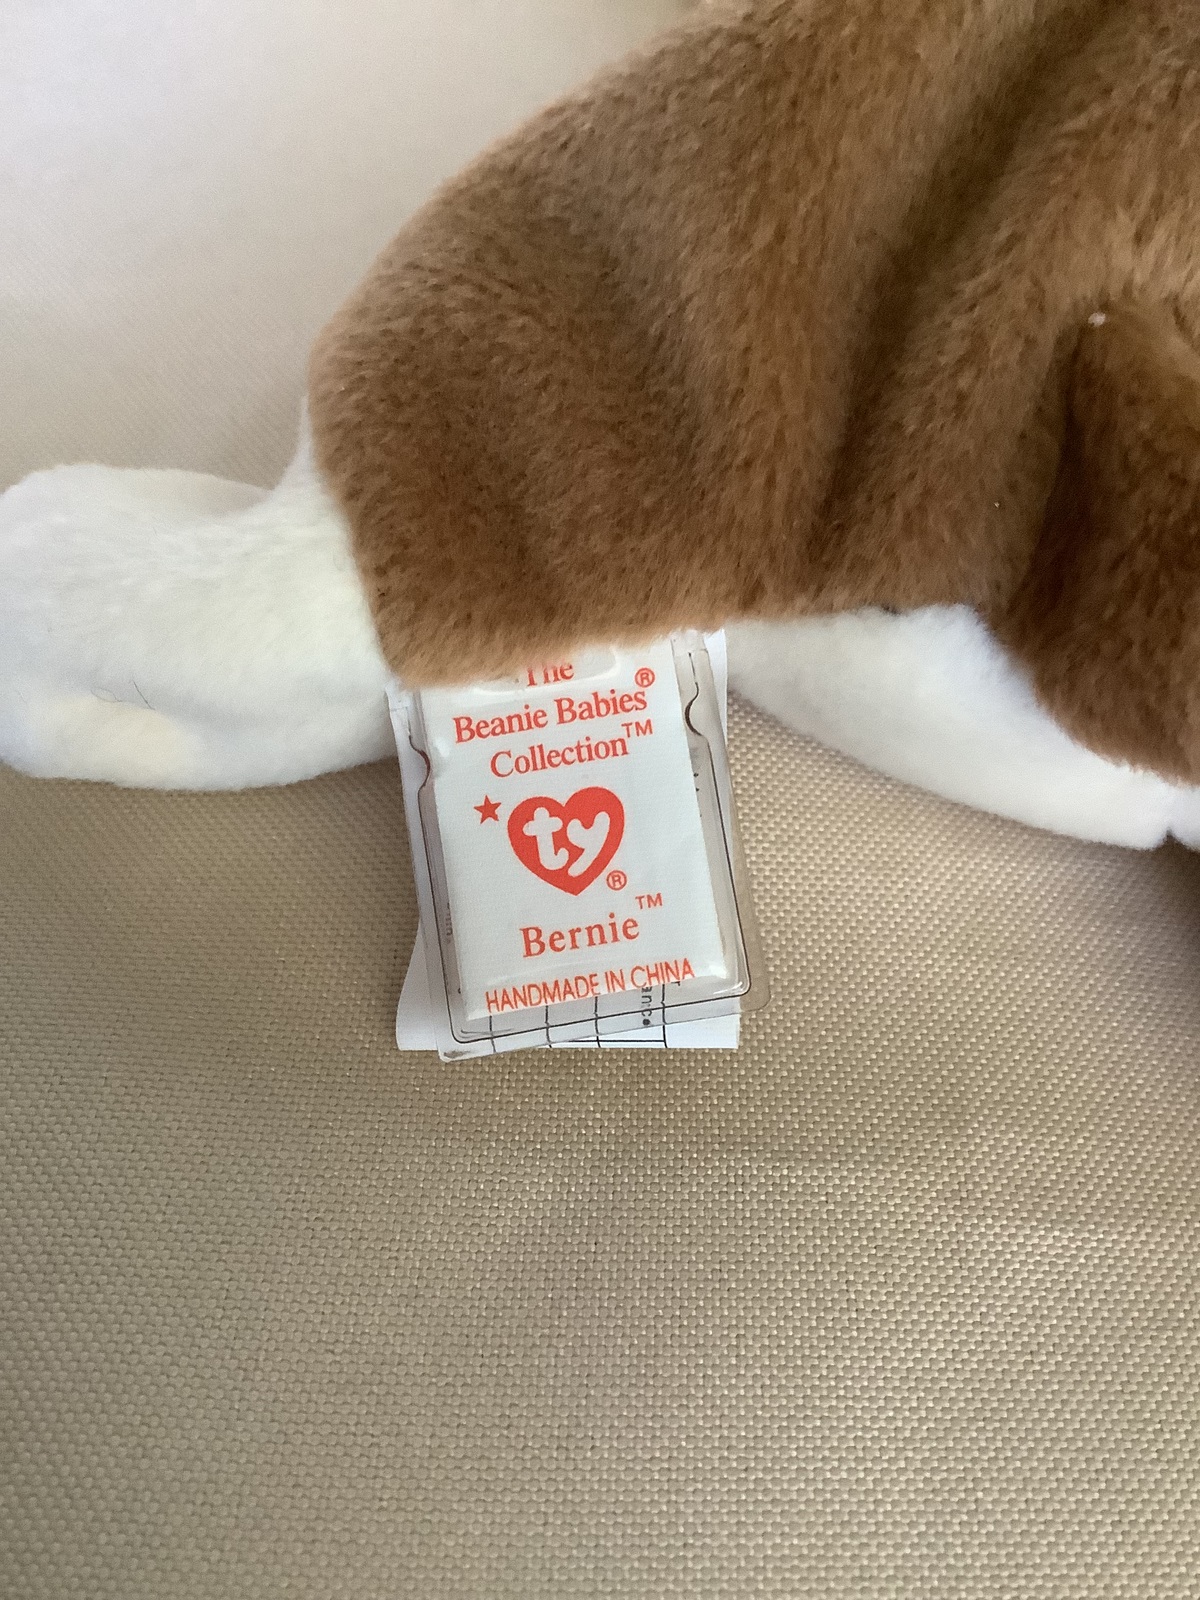 The
Beanie Babies®
Collection™
★ ty®
Bernie™
HANDMADE IN CHINA